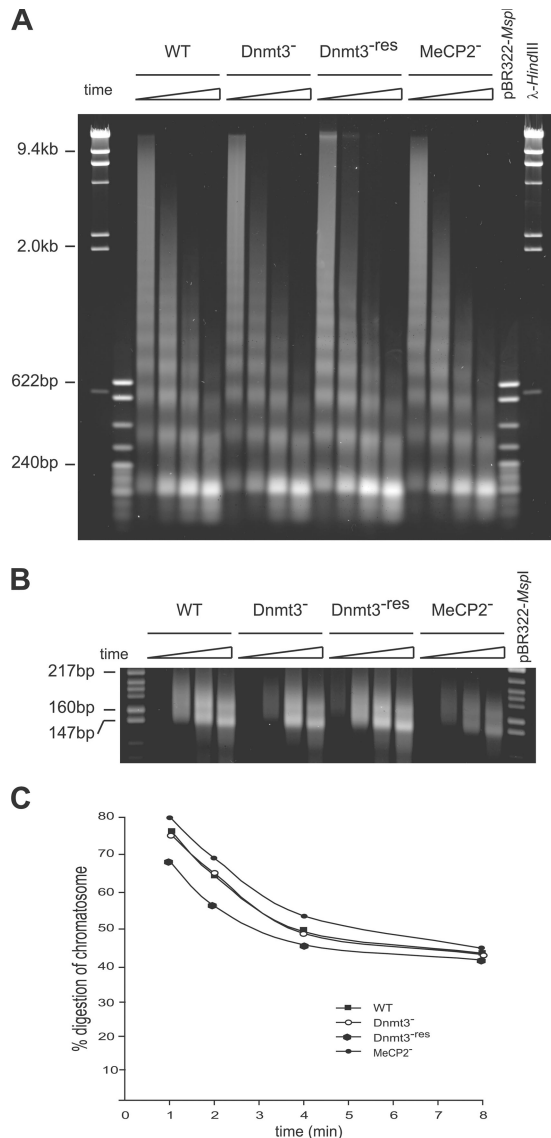 A
WT Dnmt3⁻ Dnmt3⁻ʳᵉˢ MeCP2⁻ pBR322-MspI λ-HindIII
time
9.4kb
2.0kb
622bp
240bp
B
WT Dnmt3⁻ Dnmt3⁻ʳᵉˢ MeCP2⁻ pBR322-MspI
time
217bp
160bp
147bp
C
% digestion of chromatosome
80
70
60
50
40
30
20
10
WT
Dnmt3⁻
Dnmt3⁻ʳᵉˢ
MeCP2⁻
0 1 2 3 4 5 6 7 8
time (min)